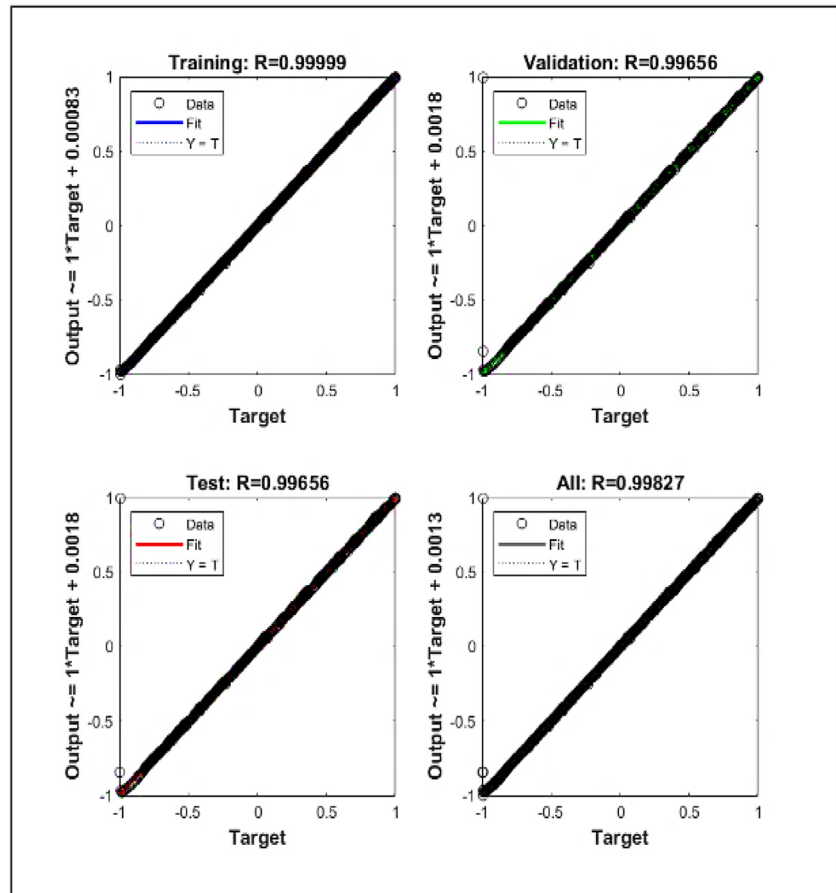 Training: R=0.99999
Output ~= 1*Target + 0.00083
1
0.5
0
-0.5
-1
Data
Fit
Y = T
-1
-0.5
0
0.5
1
Target
Validation: R=0.99656
Output ~= 1*Target + 0.0018
1
0.5
0
-0.5
-1
Data
Fit
Y = T
-1
-0.5
0
0.5
1
Target
Test: R=0.99656
Output ~= 1*Target + 0.0018
1
0.5
0
-0.5
-1
Data
Fit
Y = T
-1
-0.5
0
0.5
1
Target
All: R=0.99827
Output ~= 1*Target + 0.0013
1
0.5
0
-0.5
-1
Data
Fit
Y = T
-1
-0.5
0
0.5
1
Target